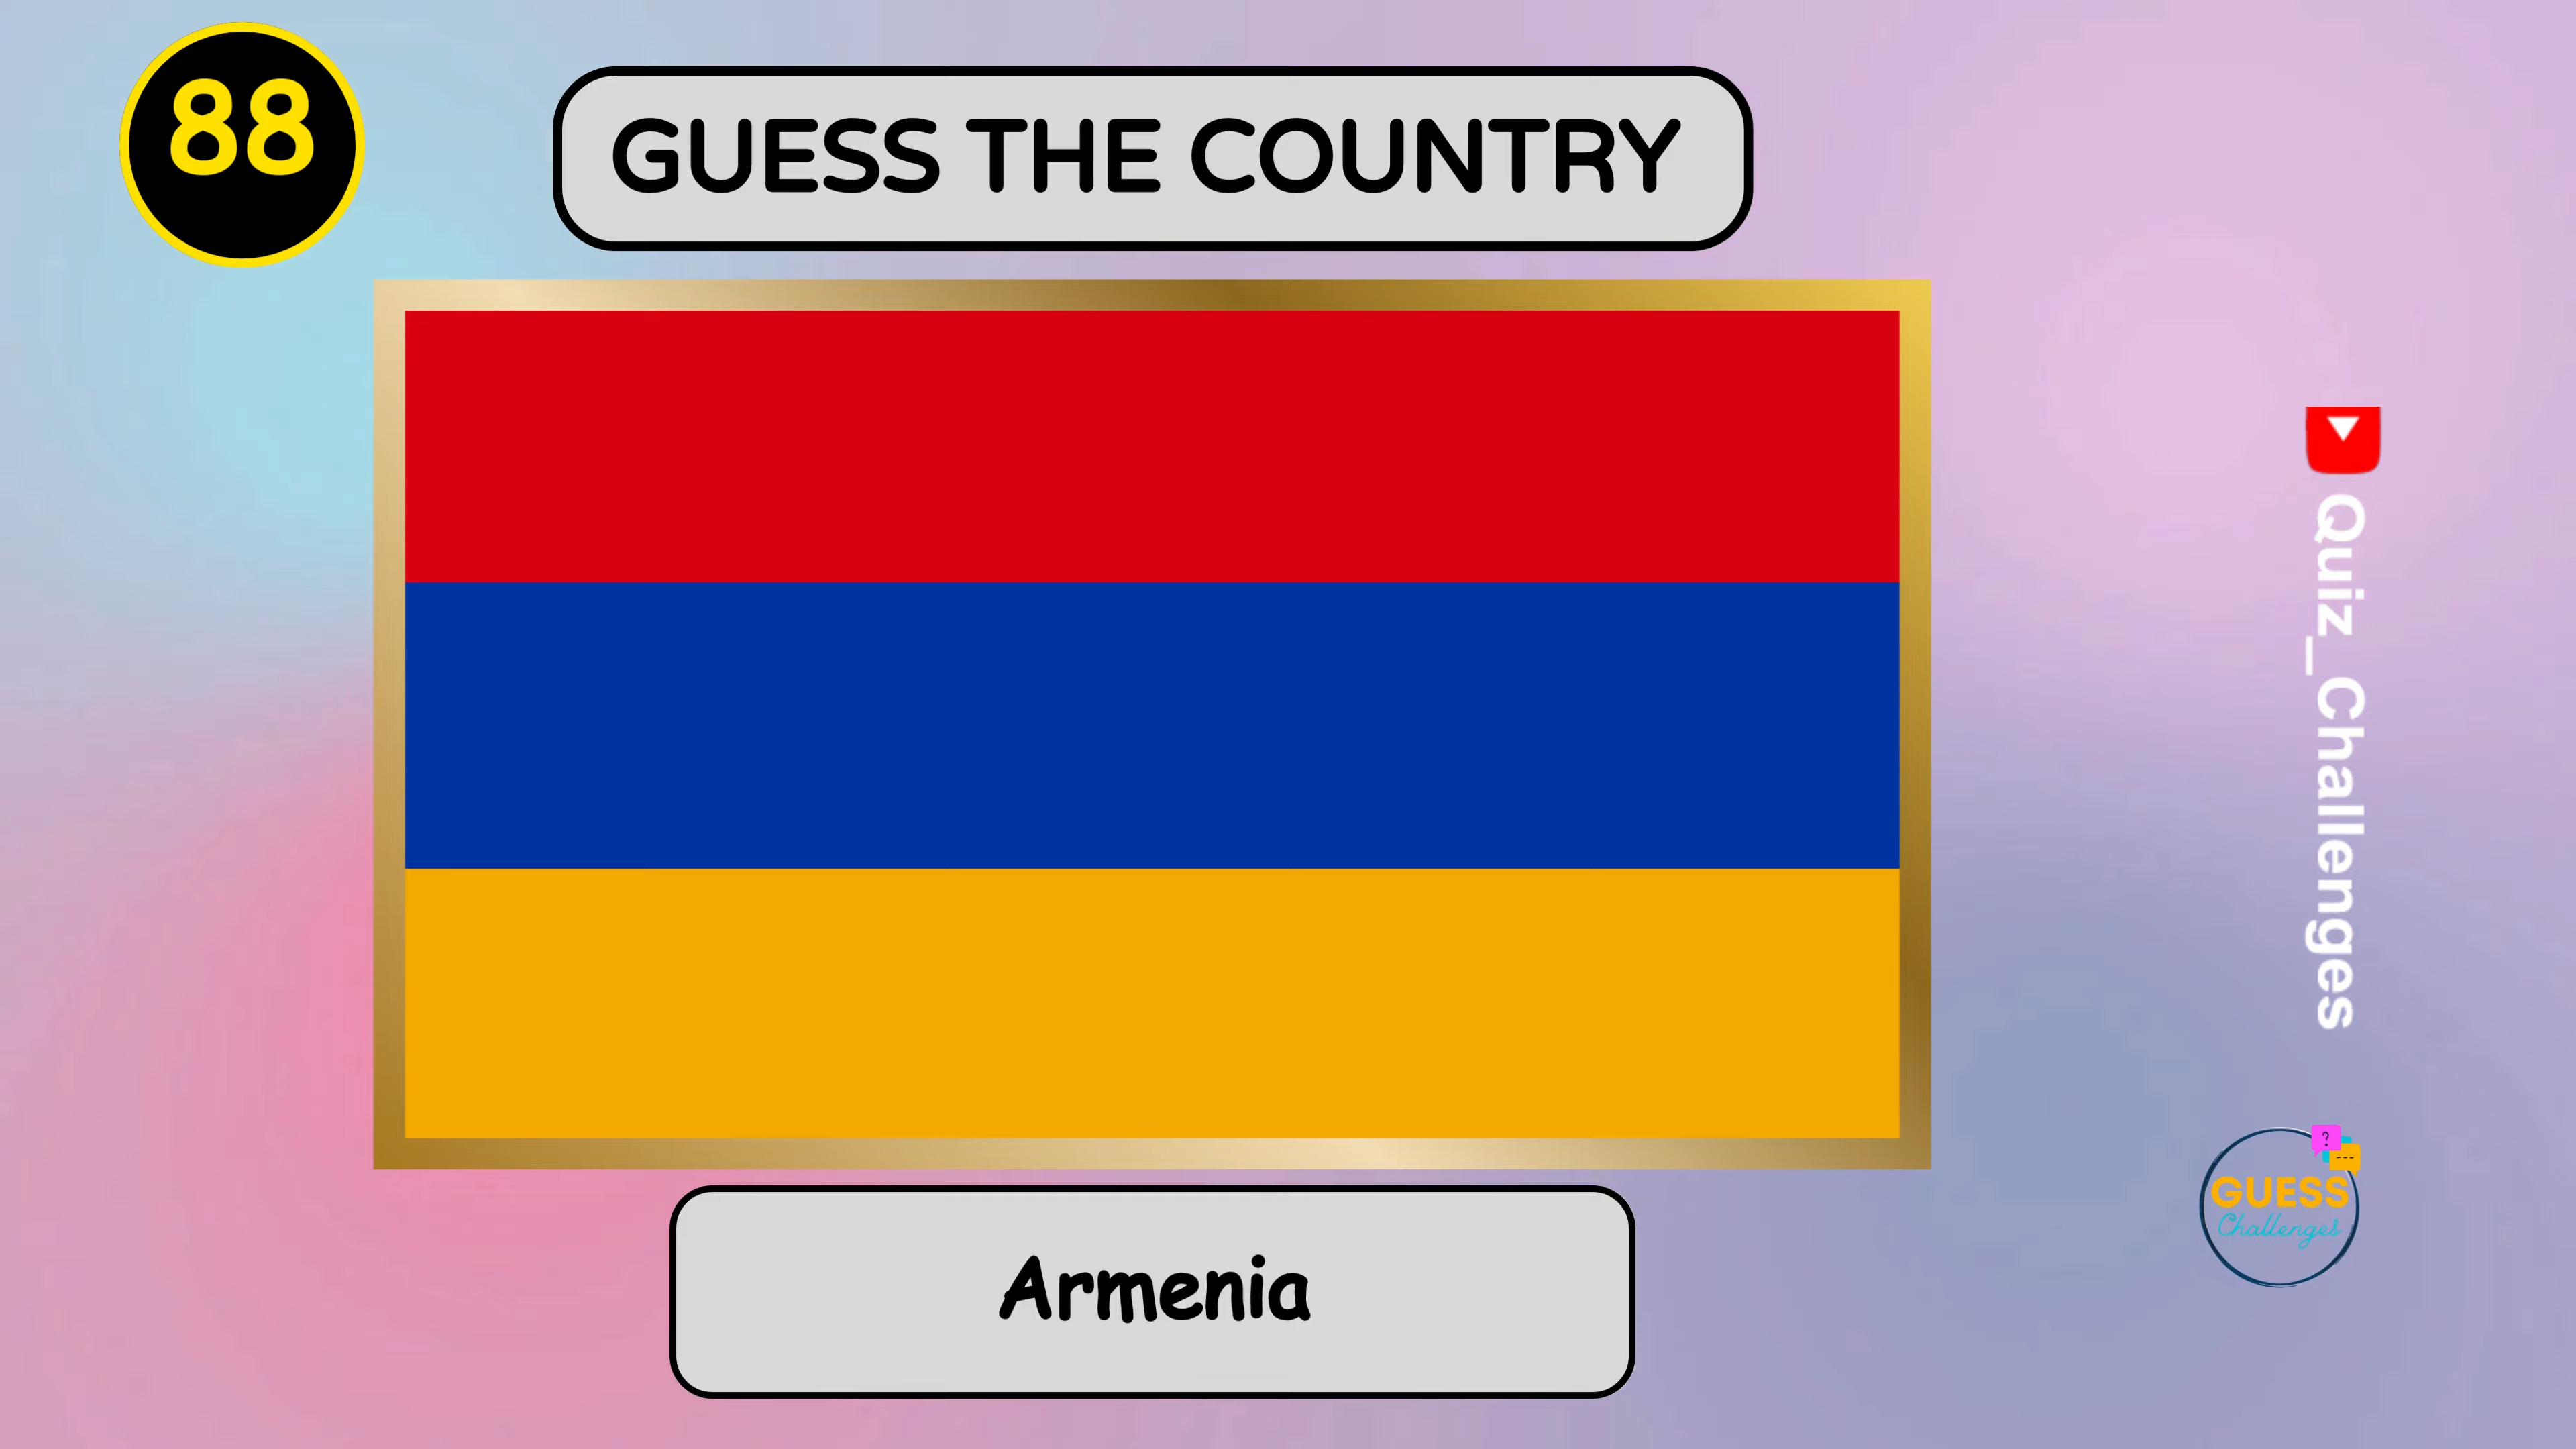 88
GUESS THE COUNTRY
Quiz_Challenges
?
---
GUESS
Challenges
Armenia